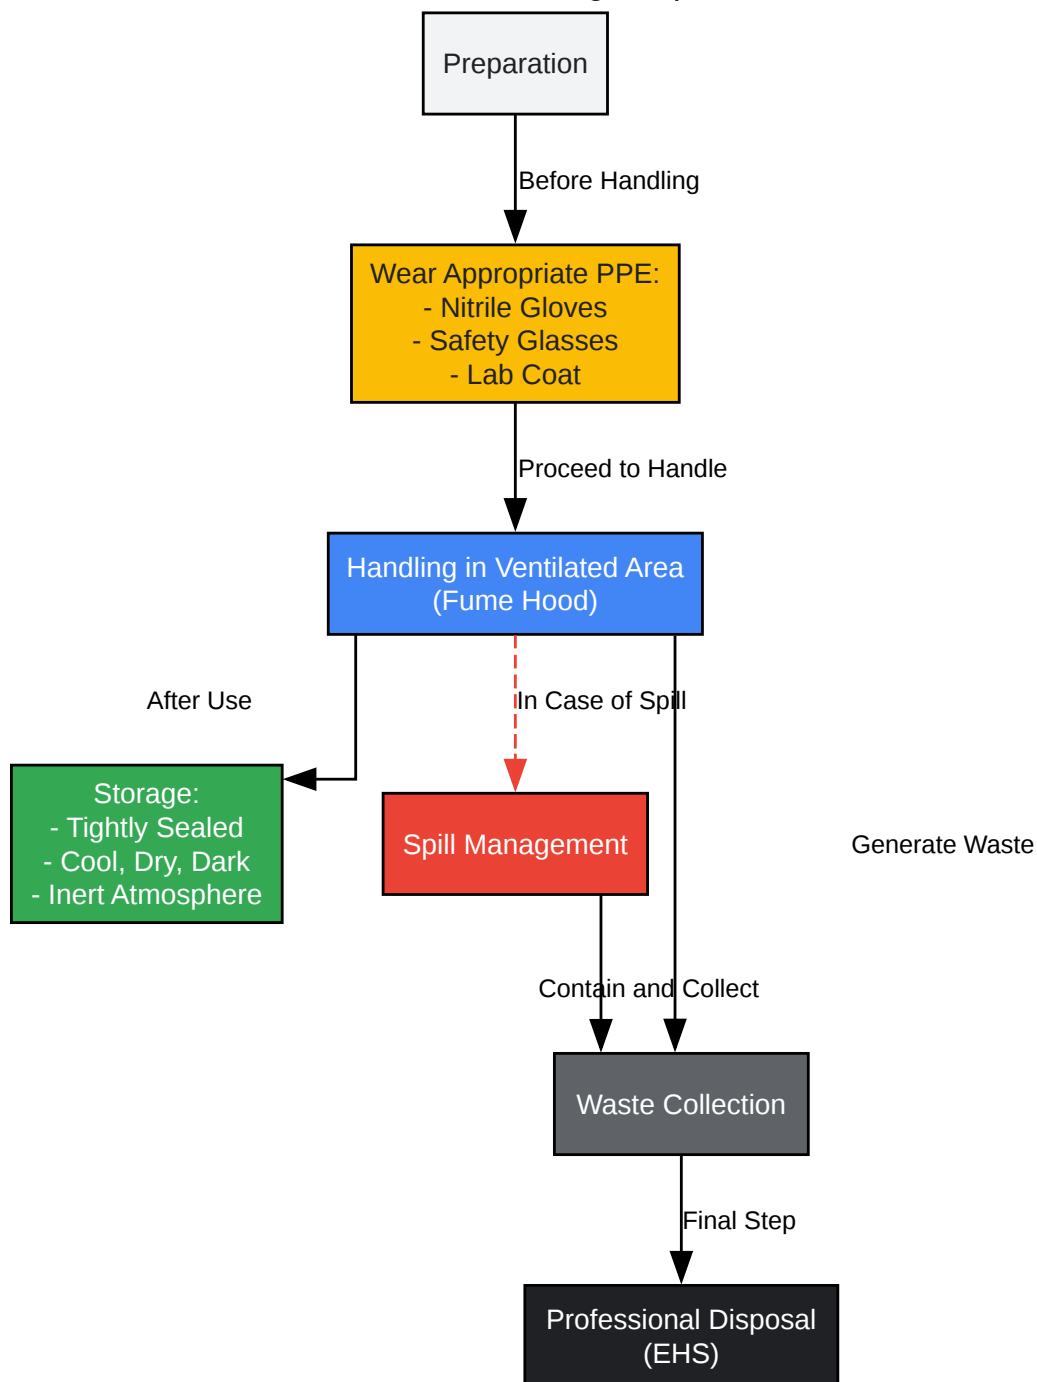 Preparation
Before Handling
Wear Appropriate PPE:
- Nitrile Gloves
- Safety Glasses
- Lab Coat
Proceed to Handle
Handling in Ventilated Area
(Fume Hood)
After Use
In Case of Spill
Storage:
- Tightly Sealed
- Cool, Dry, Dark
- Inert Atmosphere
Spill Management
Generate Waste
Contain and Collect
Waste Collection
Final Step
Professional Disposal
(EHS)